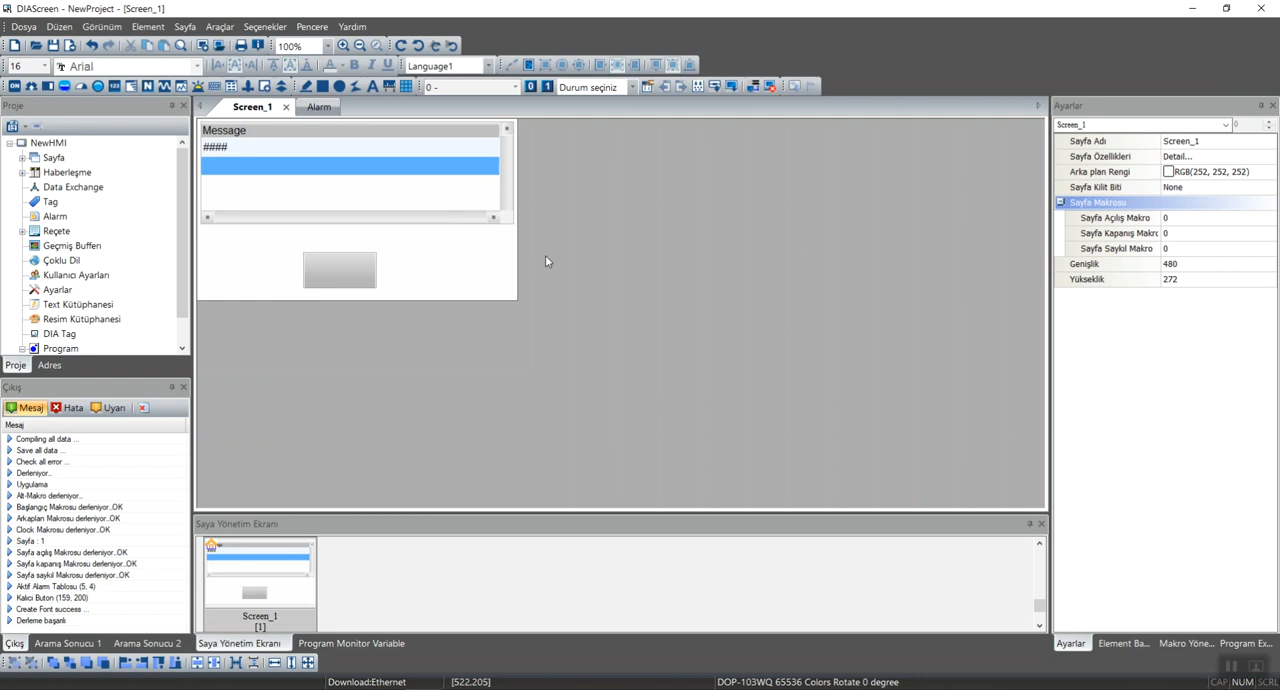 DIAScreen - NewProject - [Screen_1]
Dosya Düzen Görünüm Element Sayfa Araçlar Seçenekler Pencere Yardım
100%
16 Arial Language1
0 - 0 1 Durum seçiniz
Proje
NewHMI
Sayfa
Haberleşme
Data Exchange
Tag
Alarm
Reçete
Geçmiş Bufferı
Çoklu Dil
Kullanıcı Ayarları
Ayarlar
Text Kütüphanesi
Resim Kütüphanesi
DIA Tag
Program
Proje Adres
Çıkış
Mesaj Hata Uyarı
Mesaj
Compiling all data ...
Save all data ...
Check all error ...
Derleniyor...
Uygulama
Alt-Makro derleniyor...
Başlangıç Makrosu derleniyor..OK
Arkaplan Makrosu derleniyor..OK
Clock Makrosu derleniyor..OK
Sayfa : 1
Sayfa açılış Makrosu derleniyor..OK
Sayfa kapanış Makrosu derleniyor..OK
Sayfa saykıl Makrosu derleniyor..OK
Aktif Alarm Tablosu (5, 4)
Kalıcı Buton (159, 200)
Create Font success ...
Derleme başarılı
Çıkış Arama Sonucu 1 Arama Sonucu 2
Screen_1 Alarm
Message
####
Saya Yönetim Ekranı
Screen_1
[1]
Saya Yönetim Ekranı Program Monitor Variable
Ayarlar
Screen_1 0
Sayfa Adı Screen_1
Sayfa Özellikleri Detail...
Arka plan Rengi RGB(252, 252, 252)
Sayfa Kilit Biti None
Sayfa Makrosu
Sayfa Açılış Makro 0
Sayfa Kapanış Makrc 0
Sayfa Saykıl Makro 0
Genişlik 480
Yükseklik 272
Ayarlar Element Ba... Makro Yöne... Program Ex...
Download:Ethernet [522,205] DOP-103WQ 65536 Colors Rotate 0 degree CAP NUM SCRL